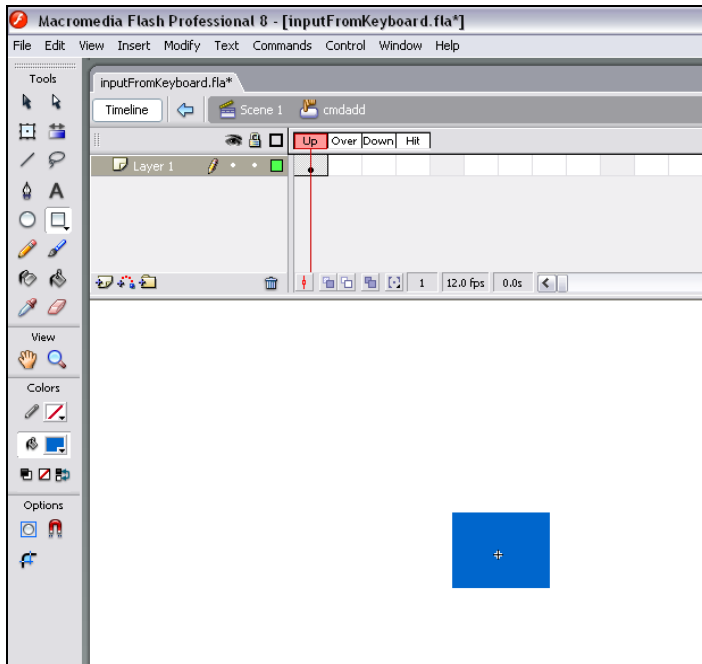 Macromedia Flash Professional 8 - [inputFromKeyboard.fla*]
File Edit View Insert Modify Text Commands Control Window Help
Tools
inputFromKeyboard.fla*
Timeline Scene 1 cmdadd
Up Over Down Hit
Layer 1
1 12.0 fps 0.0s
View
Colors
Options